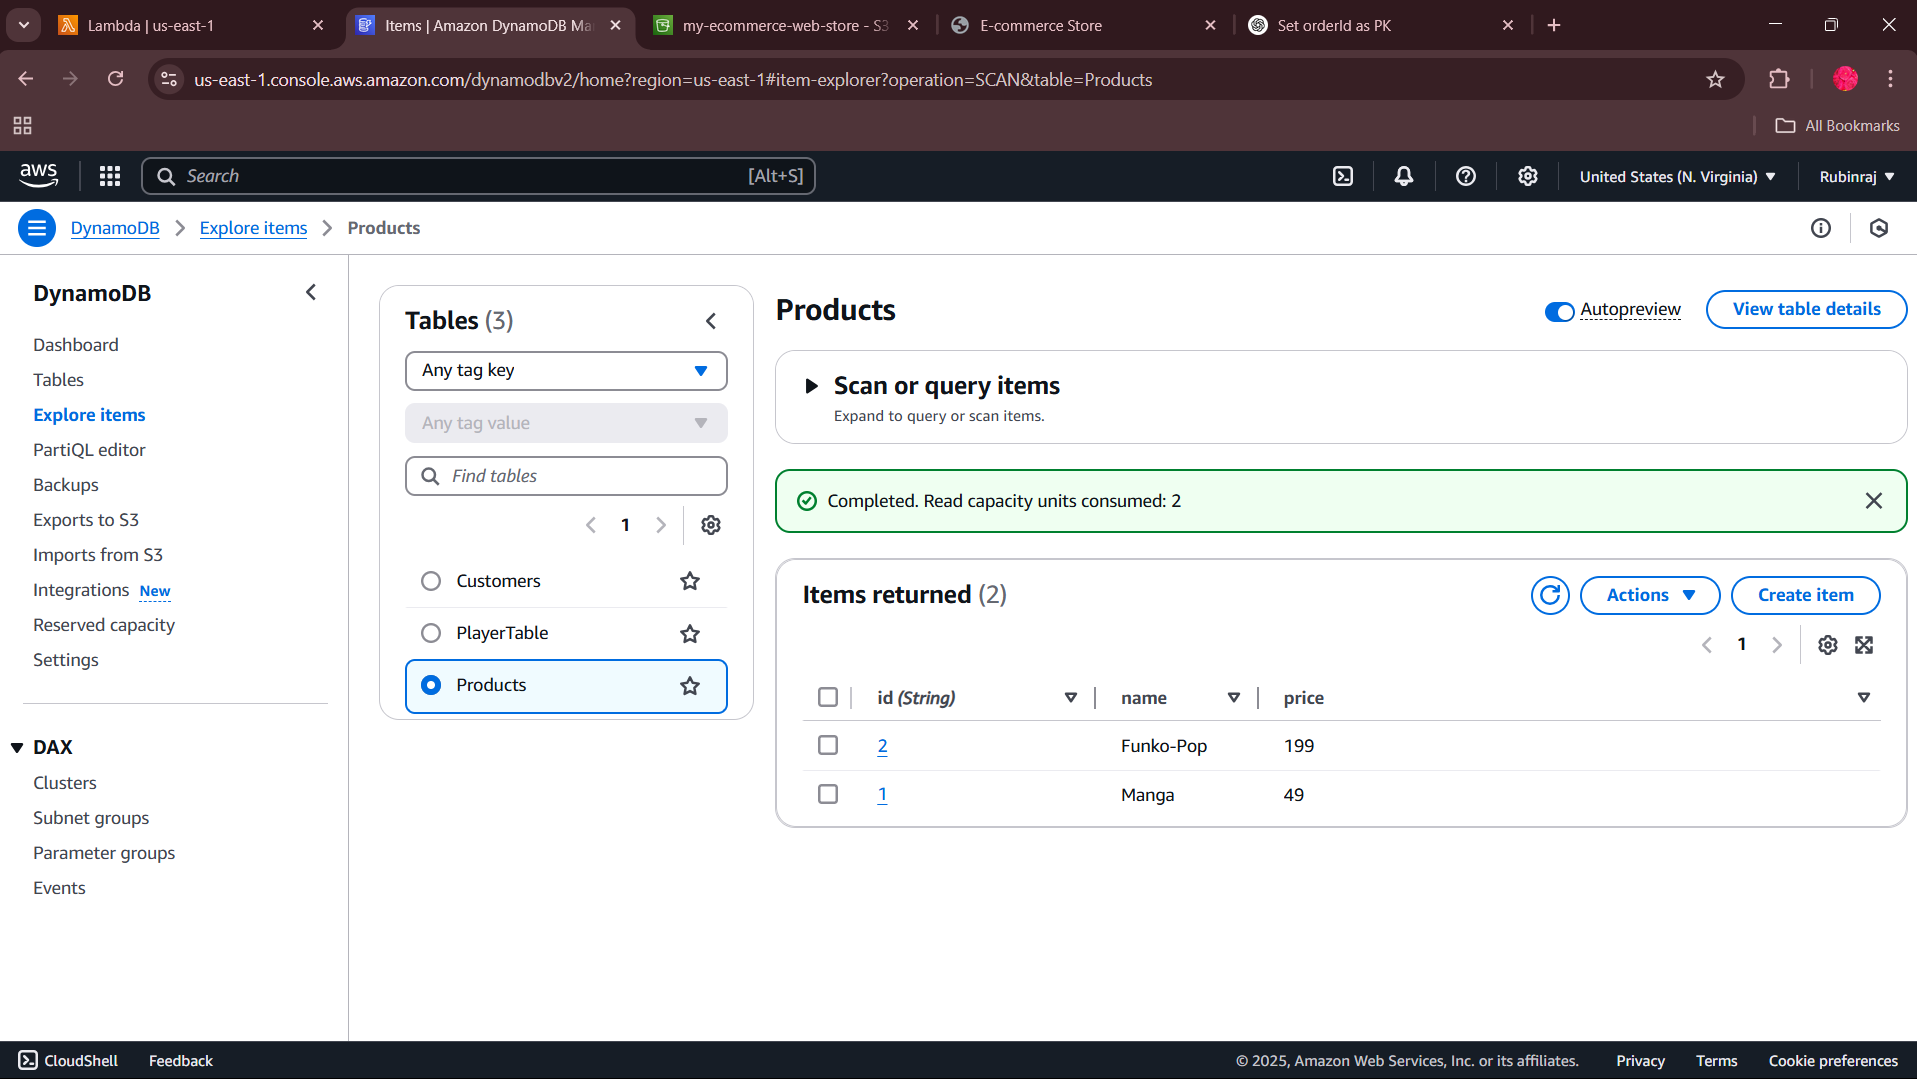 Lambda | us-east-1
Items | Amazon DynamoDB Ma
my-ecommerce-web-store - S3
E-commerce Store
Set orderId as PK
us-east-1.console.aws.amazon.com/dynamodbv2/home?region=us-east-1#item-explorer?operation=SCAN&table=Products
All Bookmarks
aws
Search
[Alt+S]
United States (N. Virginia)
Rubinraj
DynamoDB
Explore items
Products
DynamoDB
Dashboard
Tables
Explore items
PartiQL editor
Backups
Exports to S3
Imports from S3
Integrations New
Reserved capacity
Settings
DAX
Clusters
Subnet groups
Parameter groups
Events
Tables (3)
Any tag key
Any tag value
Find tables
1
Customers
PlayerTable
Products
Products
Autopreview
View table details
Scan or query items
Expand to query or scan items.
Completed. Read capacity units consumed: 2
Items returned (2)
Actions
Create item
1
id (String) name price
2 Funko-Pop 199
1 Manga 49
CloudShell
Feedback
© 2025, Amazon Web Services, Inc. or its affiliates.
Privacy
Terms
Cookie preferences